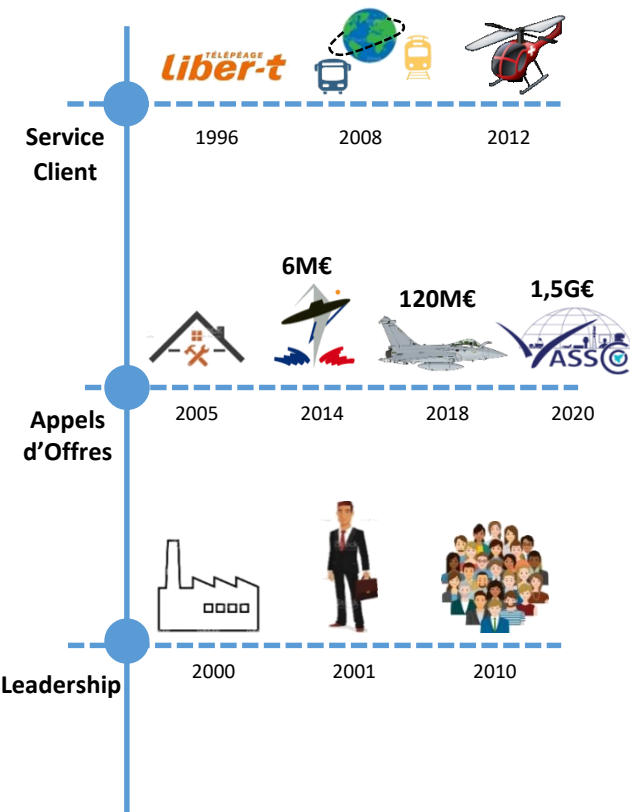 TÉLÉPÉAGE
Liber-t
Service
Client
1996
2008
2012
6M€
120M€
1,5G€
ASSC
Appels
d'Offres
2005
2014
2018
2020
Leadership
2000
2001
2010